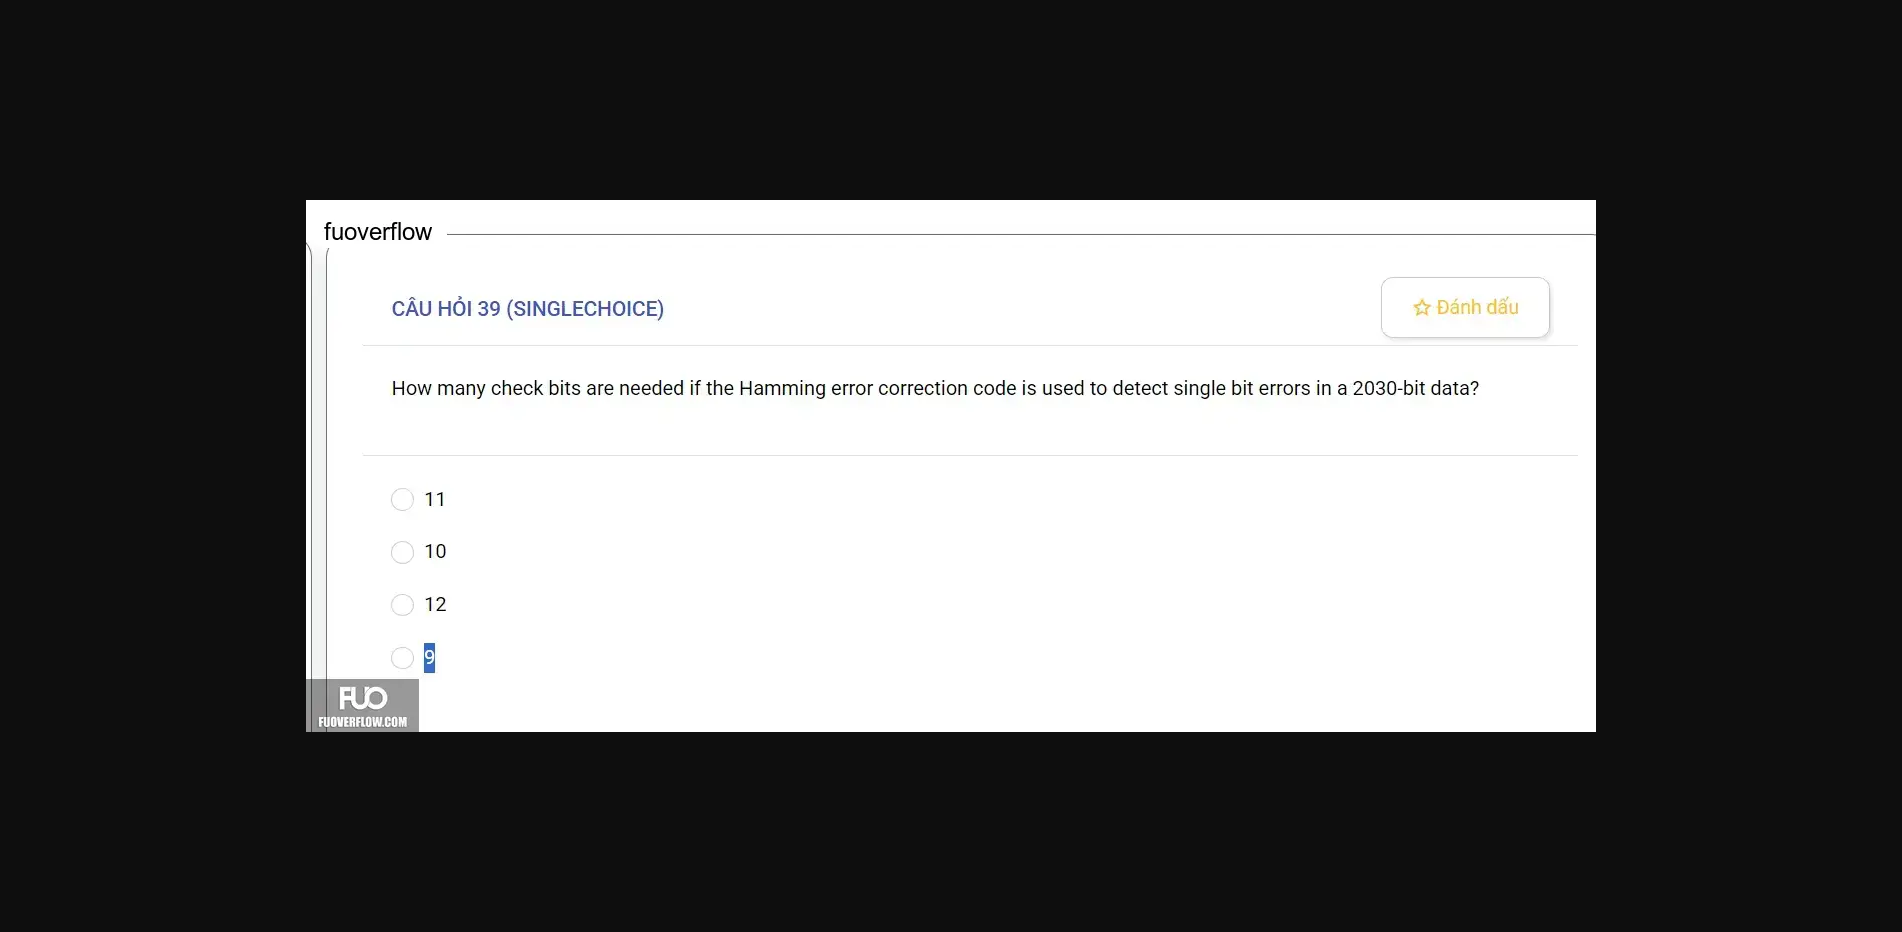 fuoverflow
CÂU HỎI 39 (SINGLECHOICE)
Đánh dấu
How many check bits are needed if the Hamming error correction code is used to detect single bit errors in a 2030-bit data?
11
10
12
9
FUO
FUOVERFLOW.COM